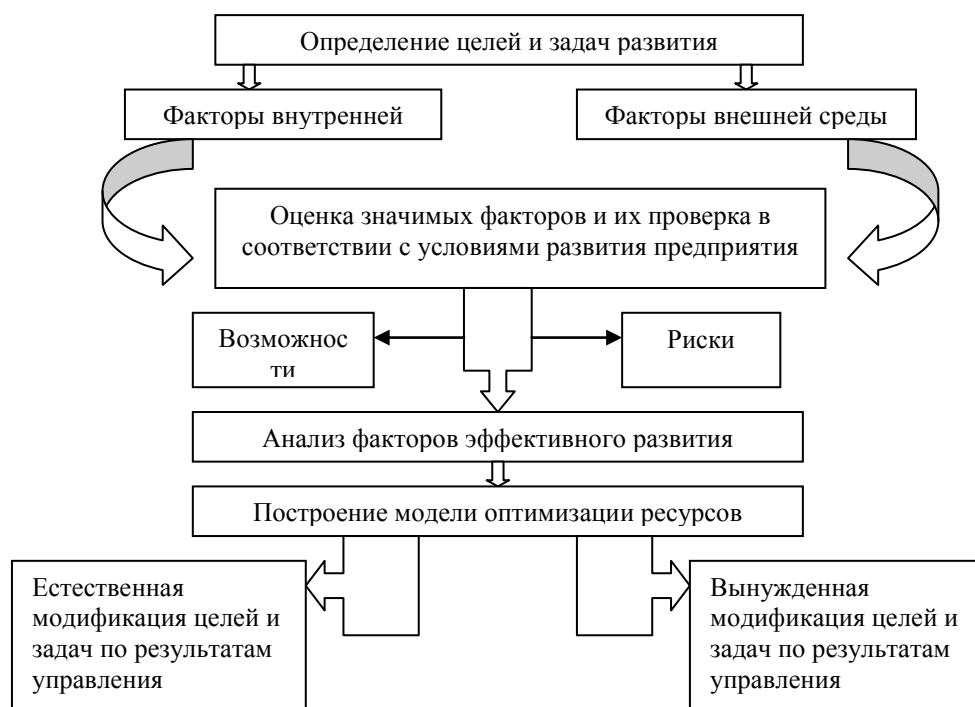 Определение целей и задач развития
Факторы внутренней
Факторы внешней среды
Оценка значимых факторов и их проверка в
соответствии с условиями развития предприятия
Возможнос
ти
Риски
Анализ факторов эффективного развития
Построение модели оптимизации ресурсов
Естественная
модификация целей и
задач по результатам
управления
Вынужденная
модификация целей и
задач по результатам
управления